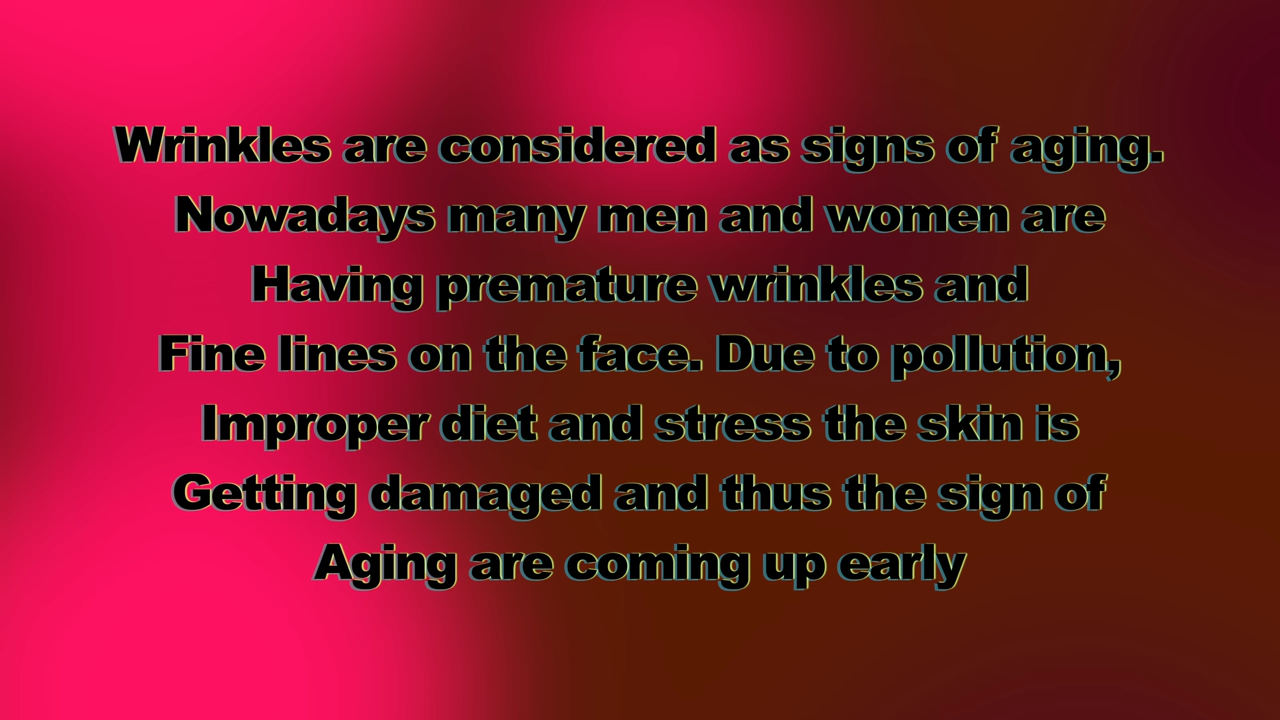 Wrinkles are considered as signs of aging.
Nowadays many men and women are
Having premature wrinkles and
Fine lines on the face. Due to pollution,
Improper diet and stress the skin is
Getting damaged and thus the sign of
Aging are coming up early